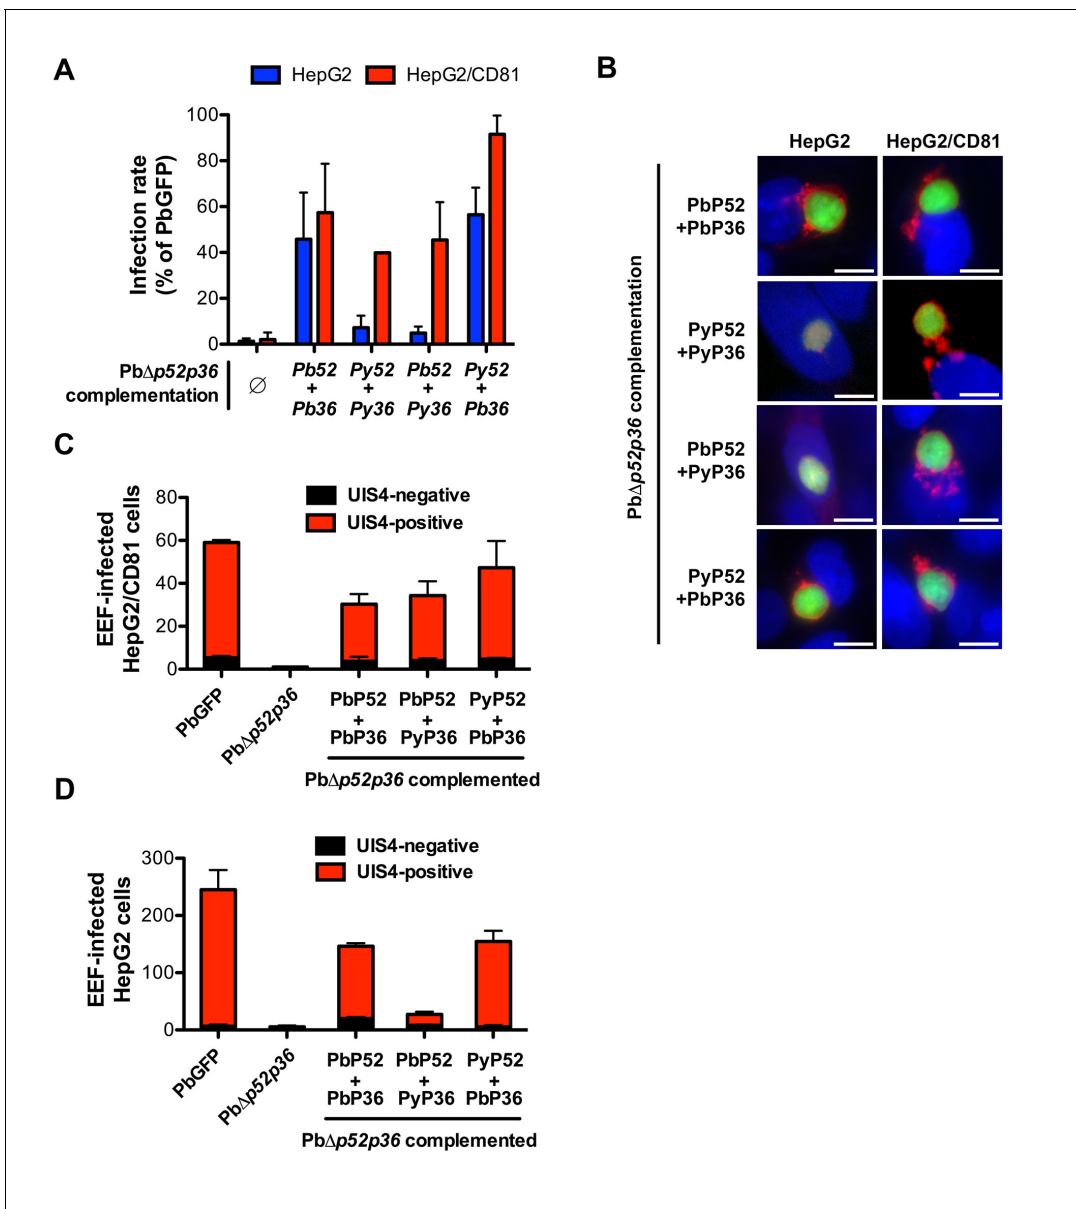 A
HepG2 HepG2/CD81
Infection rate
(% of PbGFP)
100
80
60
40
20
0
PbΔp52p36
complementation
∅
Pb52
+
Pb36
Py52
+
Py36
Pb52
+
Py36
Py52
+
Pb36
B
HepG2 HepG2/CD81
PbΔp52p36 complementation
PbP52
+PbP36
PyP52
+PyP36
PbP52
+PyP36
PyP52
+PbP36
C
UIS4-negative
UIS4-positive
EEF-infected
HepG2/CD81 cells
80
60
40
20
0
PbGFP
PbΔp52p36
PbP52
+
PbP36
PbP52
+
PyP36
PyP52
+
PbP36
PbΔp52p36 complemented
D
UIS4-negative
UIS4-positive
EEF-infected
HepG2 cells
300
200
100
0
PbGFP
PbΔp52p36
PbP52
+
PbP36
PbP52
+
PyP36
PyP52
+
PbP36
PbΔp52p36 complemented